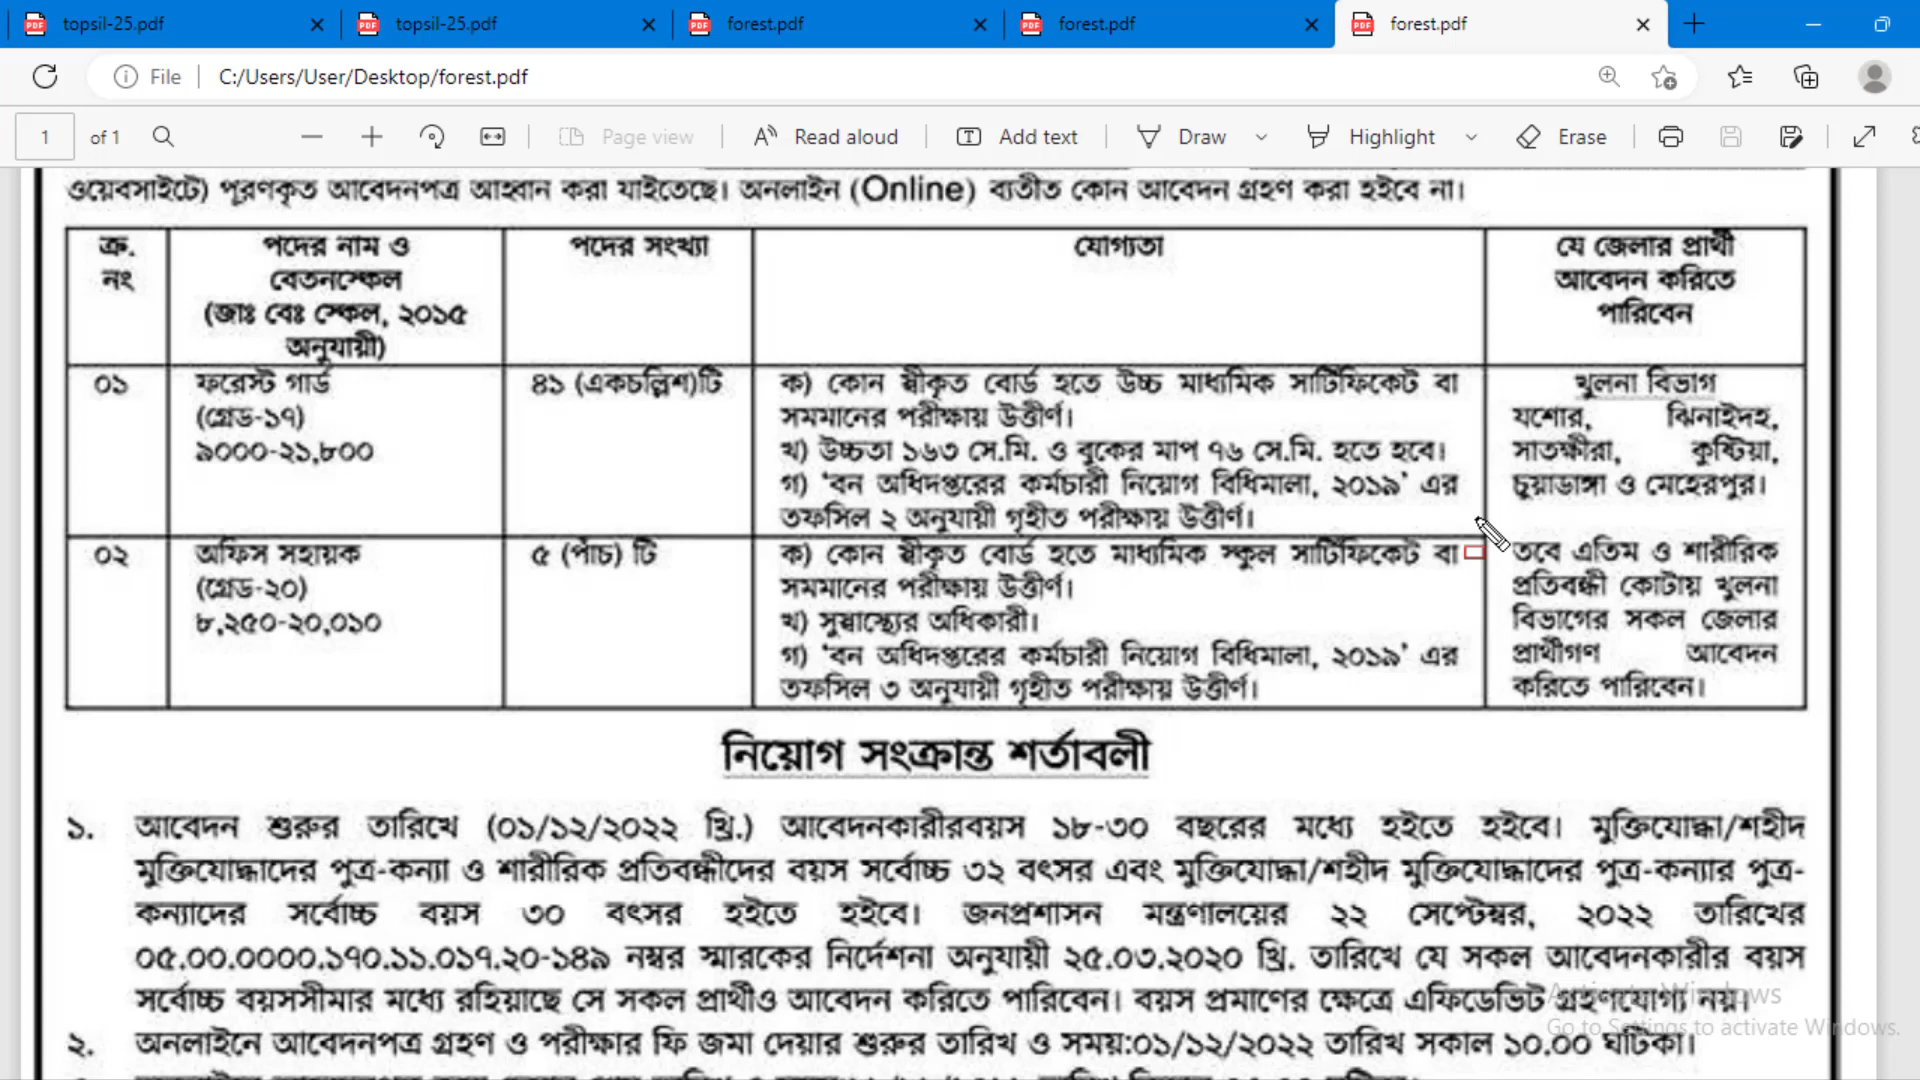 topsil-25.pdf
topsil-25.pdf
forest.pdf
forest.pdf
forest.pdf
File
C:/Users/User/Desktop/forest.pdf
1
of 1
Page view
Read aloud
Add text
Draw
Highlight
Erase
ওয়েবসাইটে) পূরণকৃত আবেদনপত্র আহবান করা যাইতেছে। অনলাইন (Online) ব্যতীত কোন আবেদন গ্রহণ করা হইবে না।
ক্র.
নং
পদের নাম ও
বেতনস্কেল
(জাঃ বেঃ স্কেল, ২০১৫
অনুযায়ী)
পদের সংখ্যা
যোগ্যতা
যে জেলার প্রার্থী
আবেদন করিতে
পারিবেন
০১
ফরেস্ট গার্ড
(গ্রেড-১৭)
৯০০০-২১,৮০০
৪১ (একচল্লিশ)টি
ক) কোন স্বীকৃত বোর্ড হতে উচ্চ মাধ্যমিক সার্টিফিকেট বা
সমমানের পরীক্ষায় উত্তীর্ণ।
খ) উচ্চতা ১৬৩ সে.মি. ও বুকের মাপ ৭৬ সে.মি. হতে হবে।
গ) ‘বন অধিদপ্তরের কর্মচারী নিয়োগ বিধিমালা, ২০১৯’ এর
তফসিল ২ অনুযায়ী গৃহীত পরীক্ষায় উত্তীর্ণ।
খুলনা বিভাগ
যশোর, ঝিনাইদহ,
সাতক্ষীরা, কুষ্টিয়া,
চুয়াডাঙ্গা ও মেহেরপুর।
০২
অফিস সহায়ক
(গ্রেড-২০)
৮,২৫০-২০,০১০
৫ (পাঁচ) টি
ক) কোন স্বীকৃত বোর্ড হতে মাধ্যমিক স্কুল সার্টিফিকেট বা
সমমানের পরীক্ষায় উত্তীর্ণ।
খ) সুস্বাস্থ্যের অধিকারী।
গ) ‘বন অধিদপ্তরের কর্মচারী নিয়োগ বিধিমালা, ২০১৯’ এর
তফসিল ৩ অনুযায়ী গৃহীত পরীক্ষায় উত্তীর্ণ।
তবে এতিম ও শারীরিক
প্রতিবন্ধী কোটায় খুলনা
বিভাগের সকল জেলার
প্রার্থীগণ আবেদন
করিতে পারিবেন।
নিয়োগ সংক্রান্ত শর্তাবলী
১. আবেদন শুরুর তারিখে (০১/১২/২০২২ খ্রি.) আবেদনকারীরবয়স ১৮-৩০ বছরের মধ্যে হইতে হইবে। মুক্তিযোদ্ধা/শহীদ
মুক্তিযোদ্ধাদের পুত্র-কন্যা ও শারীরিক প্রতিবন্ধীদের বয়স সর্বোচ্চ ৩২ বৎসর এবং মুক্তিযোদ্ধা/শহীদ মুক্তিযোদ্ধাদের পুত্র-কন্যার পুত্র-
কন্যাদের সর্বোচ্চ বয়স ৩০ বৎসর হইতে হইবে। জনপ্রশাসন মন্ত্রণালয়ের ২২ সেপ্টেম্বর, ২০২২ তারিখের
০৫.০০.০০০০.১৭০.১১.০১৭.২০-১৪৯ নম্বর স্মারকের নির্দেশনা অনুযায়ী ২৫.০৩.২০২০ খ্রি. তারিখে যে সকল আবেদনকারীর বয়স
সর্বোচ্চ বয়সসীমার মধ্যে রহিয়াছে সে সকল প্রার্থীও আবেদন করিতে পারিবেন। বয়স প্রমাণের ক্ষেত্রে এফিডেভিট গ্রহণযোগ্য নয়।
Activate Windows
Go to Settings to activate Windows.
২. অনলাইনে আবেদনপত্র গ্রহণ ও পরীক্ষার ফি জমা দেয়ার শুরুর তারিখ ও সময়:০১/১২/২০২২ তারিখ সকাল ১০.০০ ঘটিকা।